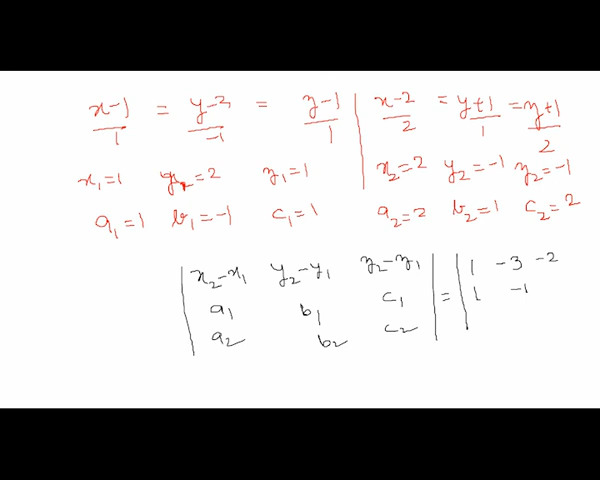 x-1/1 = y-2/-1 = z-1/1 | x-2/2 = y+1/1 = z+1/2
x₁=1 y₁=2 z₁=1 x₂=2 y₂=-1 z₂=-1
a₁=1 b₁=-1 c₁=1 a₂=2 b₂=1 c₂=2
| x₂-x₁ y₂-y₁ z₂-z₁ | = | 1 -3 -2
a₁ b₁ c₁ 1 -1
a₂ b₂ c₂